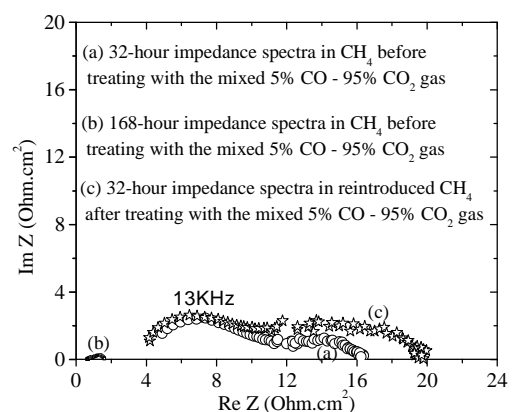 20
16
12
8
4
0
Im Z (Ohm.cm²)
(a) 32-hour impedance spectra in CH₄ before
treating with the mixed 5% CO - 95% CO₂ gas
(b) 168-hour impedance spectra in CH₄ before
treating with the mixed 5% CO - 95% CO₂ gas
(c) 32-hour impedance spectra in reintroduced CH₄
after treating with the mixed 5% CO - 95% CO₂ gas
13KHz
(c)
(b)
(a)
0 4 8 12 16 20 24
Re Z (Ohm.cm²)